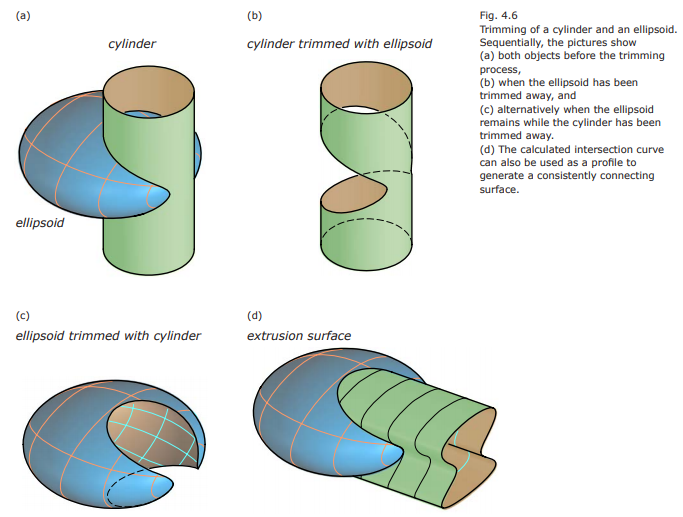 (a)
cylinder
ellipsoid
(b)
cylinder trimmed with ellipsoid
Fig. 4.6
Trimming of a cylinder and an ellipsoid.
Sequentially, the pictures show
(a) both objects before the trimming
process,
(b) when the ellipsoid has been
trimmed away, and
(c) alternatively when the ellipsoid
remains while the cylinder has been
trimmed away.
(d) The calculated intersection curve
can also be used as a profile to
generate a consistently connecting
surface.
(c)
ellipsoid trimmed with cylinder
(d)
extrusion surface